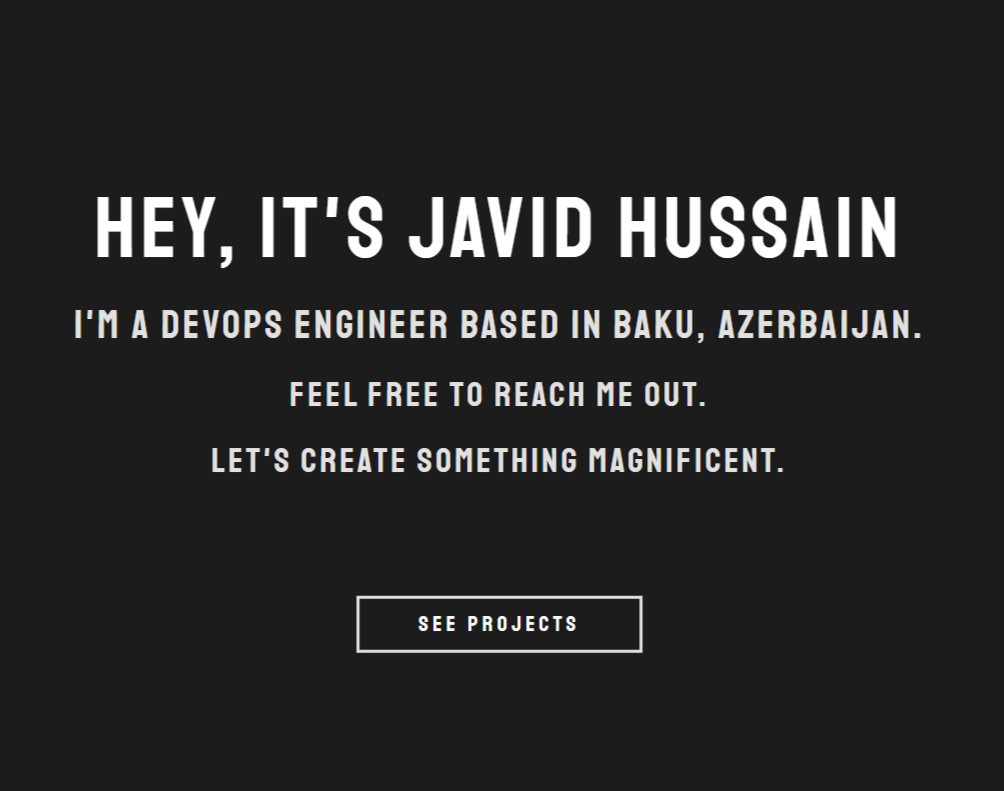 HEY, IT'S JAVID HUSSAIN
I'M A DEVOPS ENGINEER BASED IN BAKU, AZERBAIJAN.
FEEL FREE TO REACH ME OUT.
LET'S CREATE SOMETHING MAGNIFICENT.
SEE PROJECTS